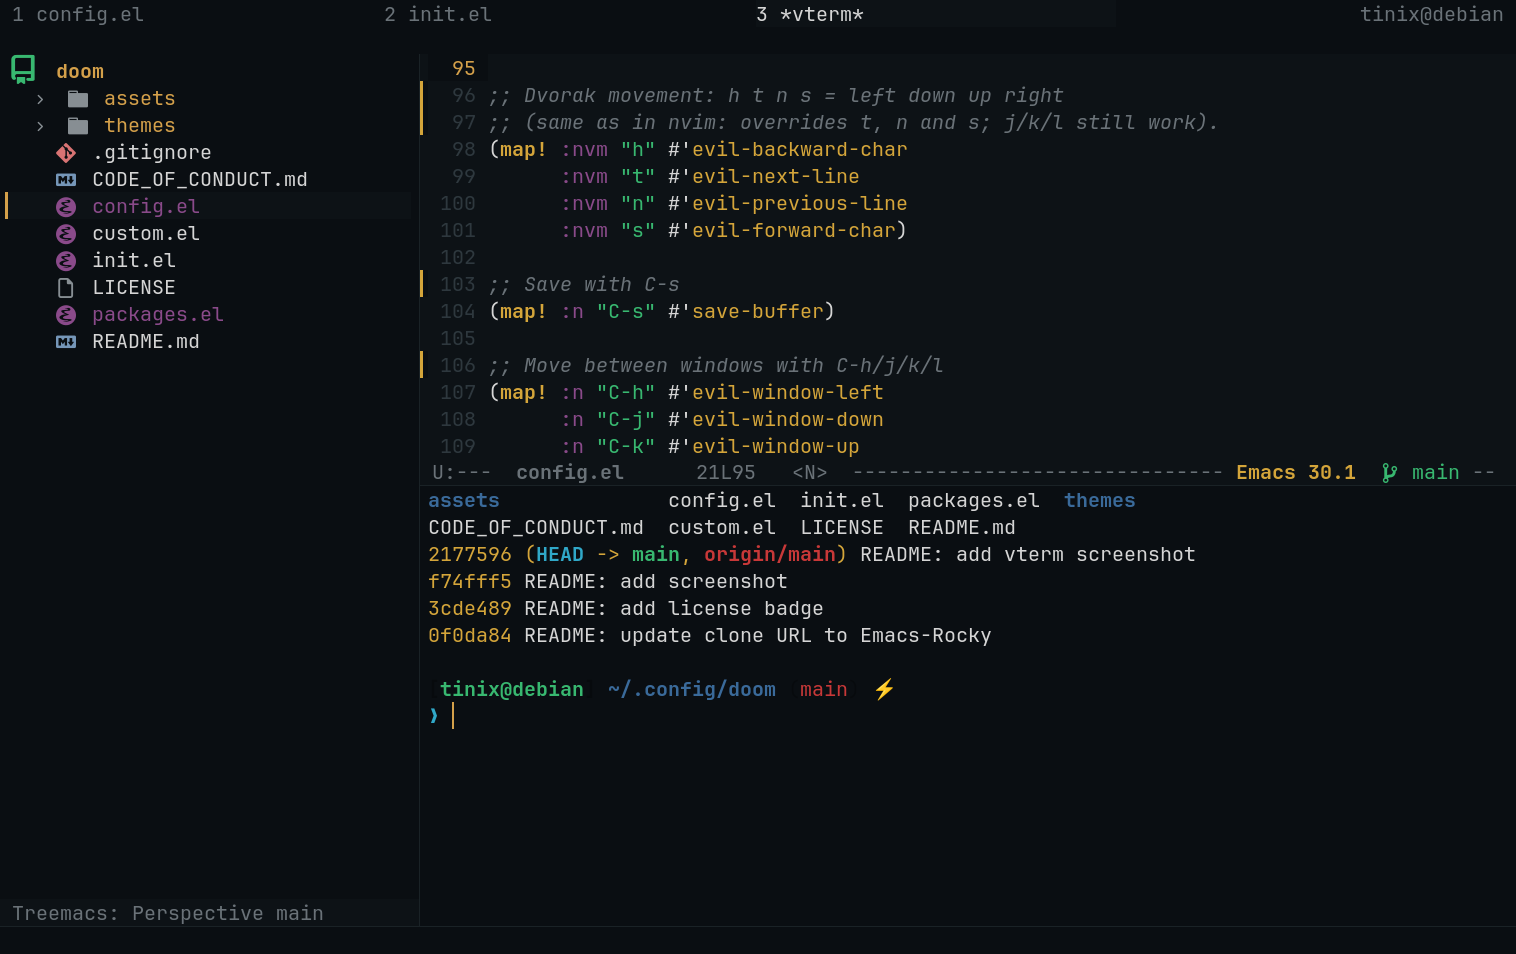 1 config.el 2 init.el 3 *vterm* tinix@debian
doom
assets
themes
.gitignore
CODE_OF_CONDUCT.md
config.el
custom.el
init.el
LICENSE
packages.el
README.md
Treemacs: Perspective main
95
96 ;; Dvorak movement: h t n s = left down up right
97 ;; (same as in nvim: overrides t, n and s; j/k/l still work).
98 (map! :nvm "h" #'evil-backward-char
99 :nvm "t" #'evil-next-line
100 :nvm "n" #'evil-previous-line
101 :nvm "s" #'evil-forward-char)
102
103 ;; Save with C-s
104 (map! :n "C-s" #'save-buffer)
105
106 ;; Move between windows with C-h/j/k/l
107 (map! :n "C-h" #'evil-window-left
108 :n "C-j" #'evil-window-down
109 :n "C-k" #'evil-window-up
U:--- config.el 21L95 <N> ------------------------------- Emacs 30.1 main --
assets config.el init.el packages.el themes
CODE_OF_CONDUCT.md custom.el LICENSE README.md
2177596 (HEAD -> main, origin/main) README: add vterm screenshot
f74fff5 README: add screenshot
3cde489 README: add license badge
0f0da84 README: update clone URL to Emacs-Rocky
tinix@debian ~/.config/doom main ⚡
❯